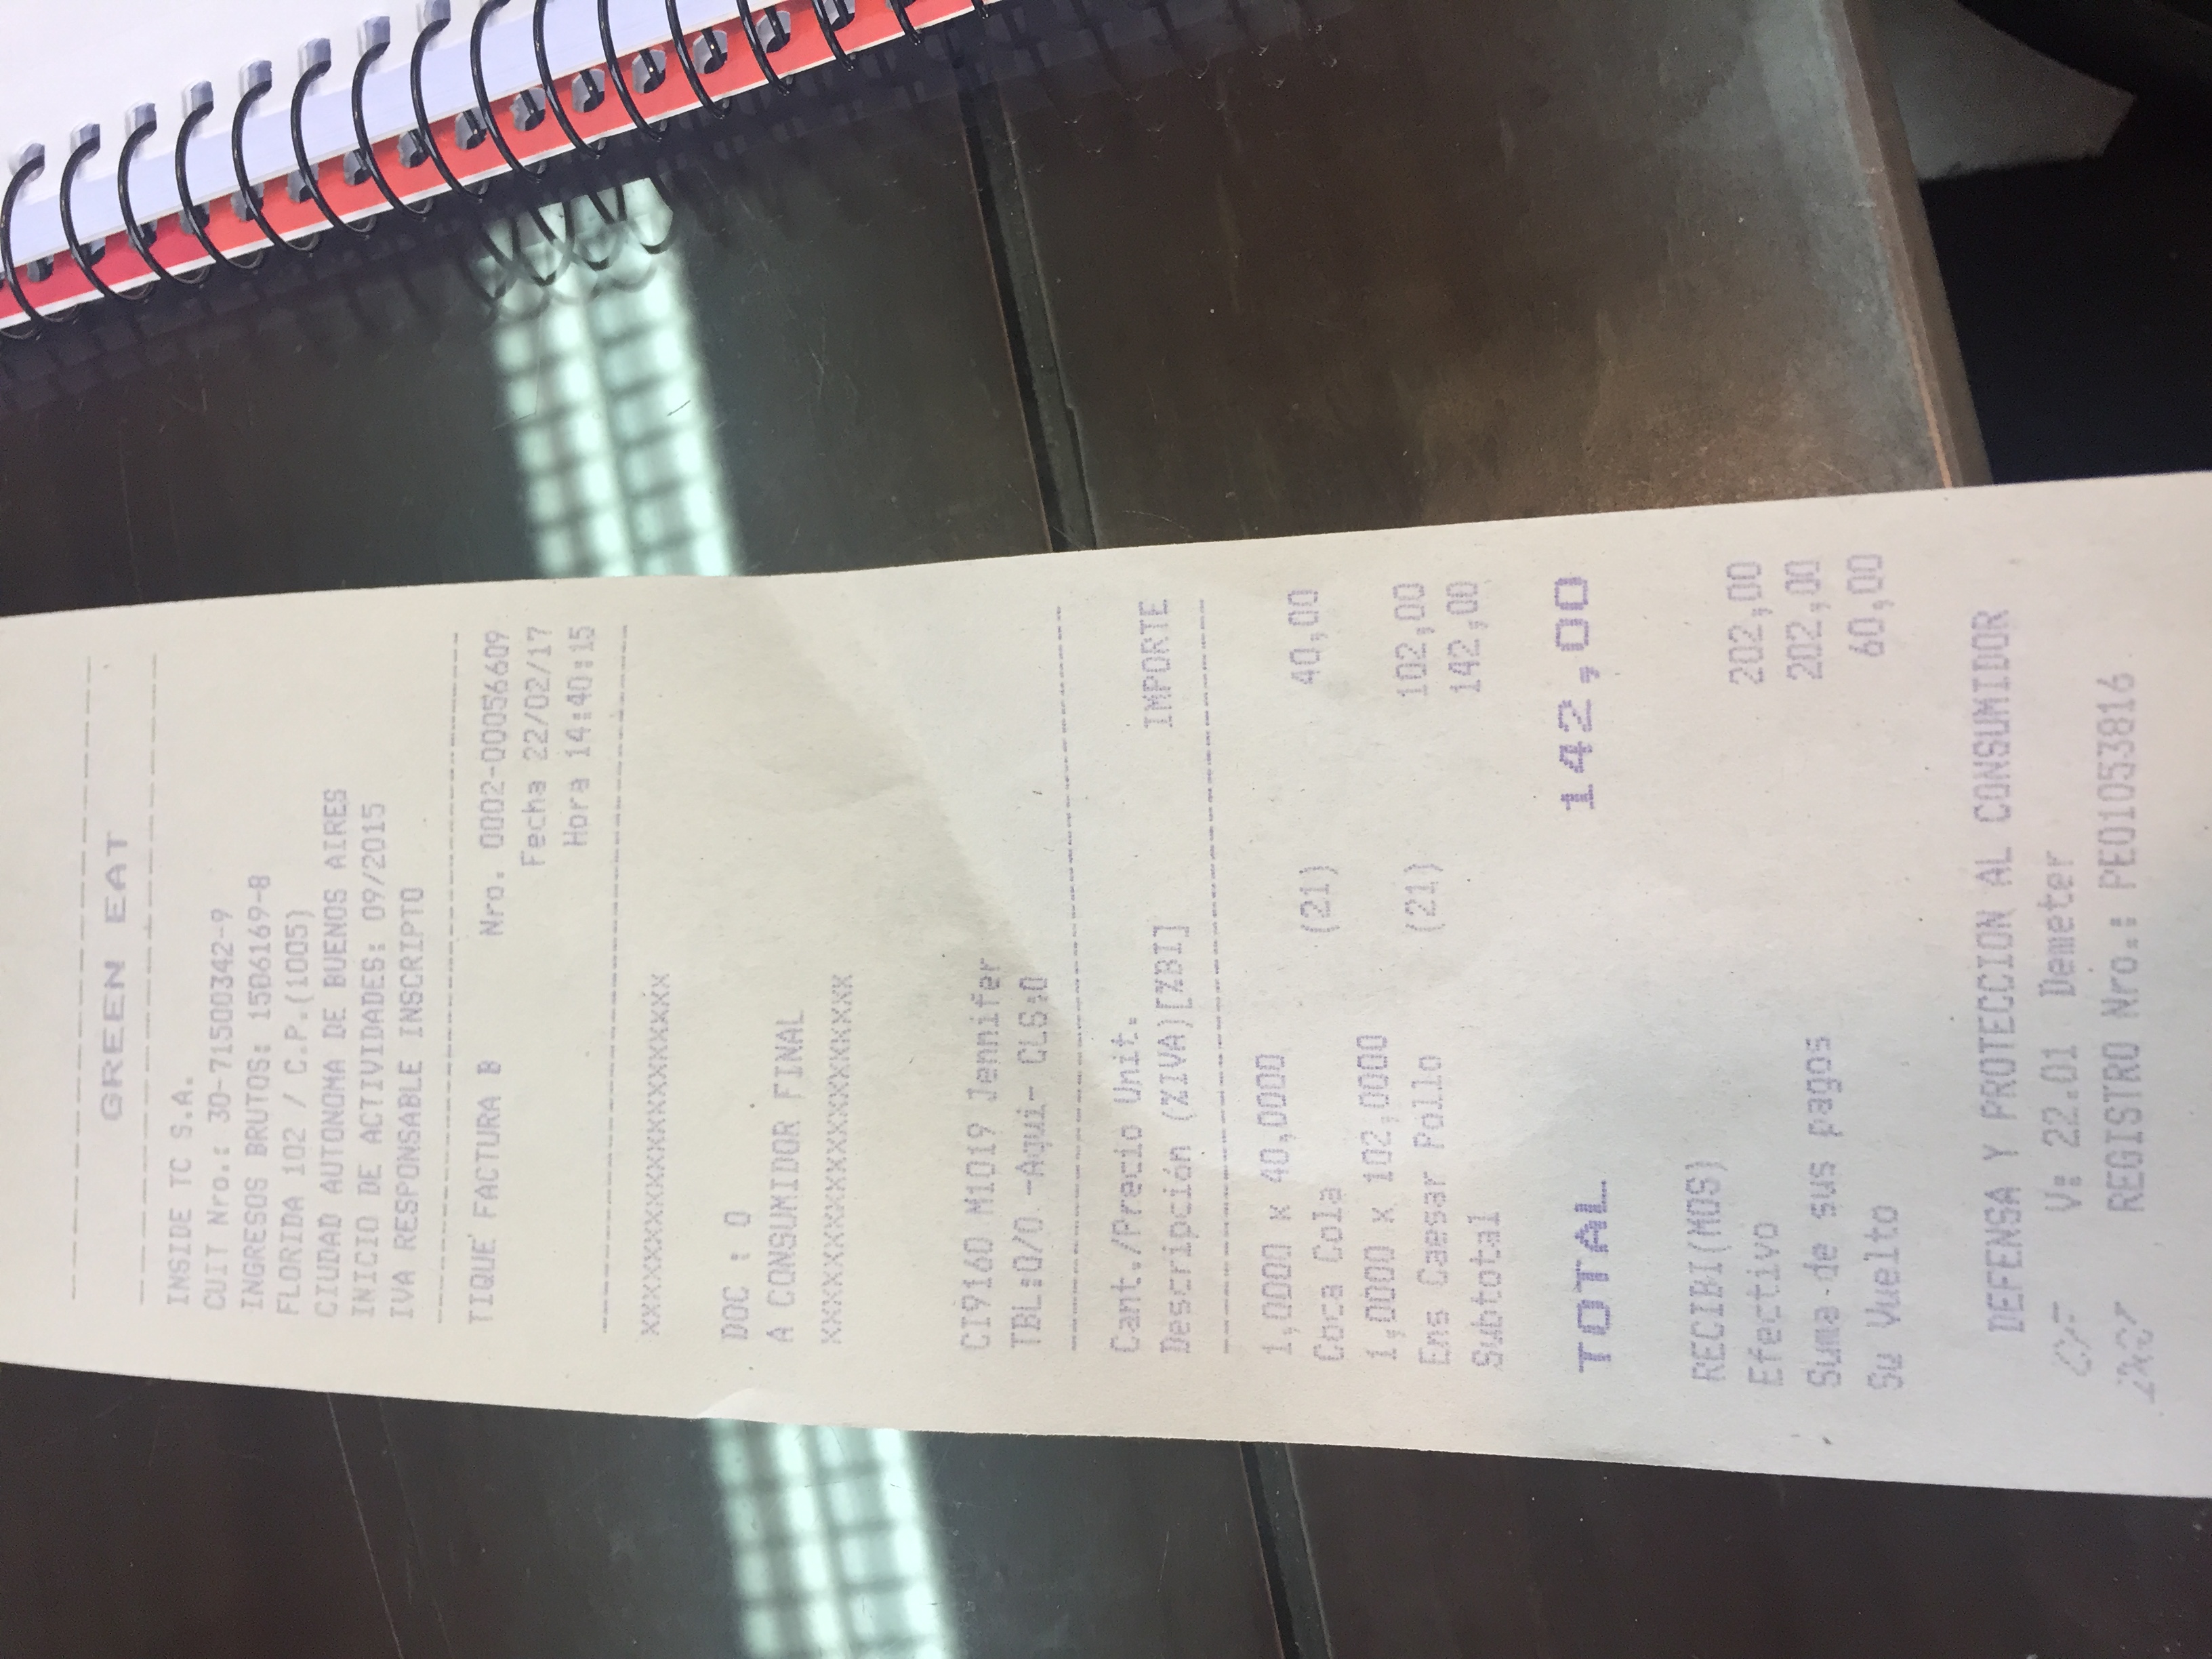 GREEN EAT
INSIDE TC S.A.
CUIT Nro.: 30-71500342-9
INGRESOS BRUTOS: 1506169-8
FLORIDA 102 / C.P.(1005)
CIUDAD AUTONOMA DE BUENOS AIRES
INICIO DE ACTIVIDADES: 09/2015
IVA RESPONSABLE INSCRIPTO
TIQUE' FACTURA B Nro. 0002-00056609
Fecha 22/02/17
Hora 14:40:15
XXXXXXXXXXXXXXXXXXXX
DOC : 0
A CONSUMIDOR FINAL
XXXXXXXXXXXXXXXXXXXX
CI9160 M1019 Jennifer
TBL:0/0 -Aqui- CLS:0
Cant./Precio Unit.
Descripción (%IVA)[%BI] IMPORTE
1,0000 x 40,0000
Coca Cola (21) 40,00
1,0000 x 102,0000
Ens Caesar Pollo (21) 102,00
Subtotal 142,00
TOTAL 142,00
RECIBI(MOS)
Efectivo 202,00
Suma de sus pagos 202,00
Su Vuelto 60,00
DEFENSA Y PROTECCION AL CONSUMIDOR
CF V: 22.01 Demeter
REGISTRO Nro.: PE01053816